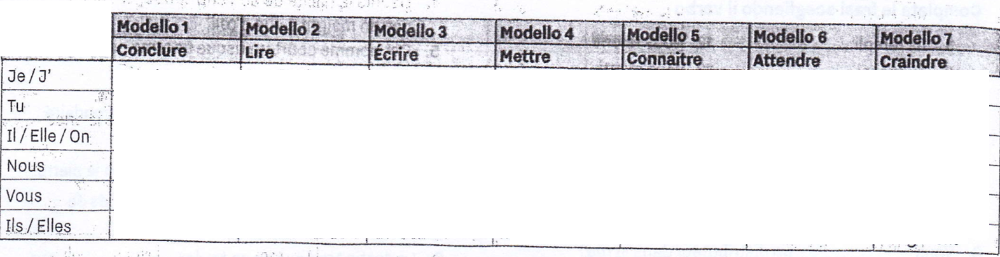 Modello 1 Modello 2 Modello 3 Modello 4 Modello 5 Modello 6 Modello 7
Conclure Lire Écrire Mettre Connaitre Attendre Craindre
Je / J'
Tu
Il / Elle / On
Nous
Vous
Ils / Elles